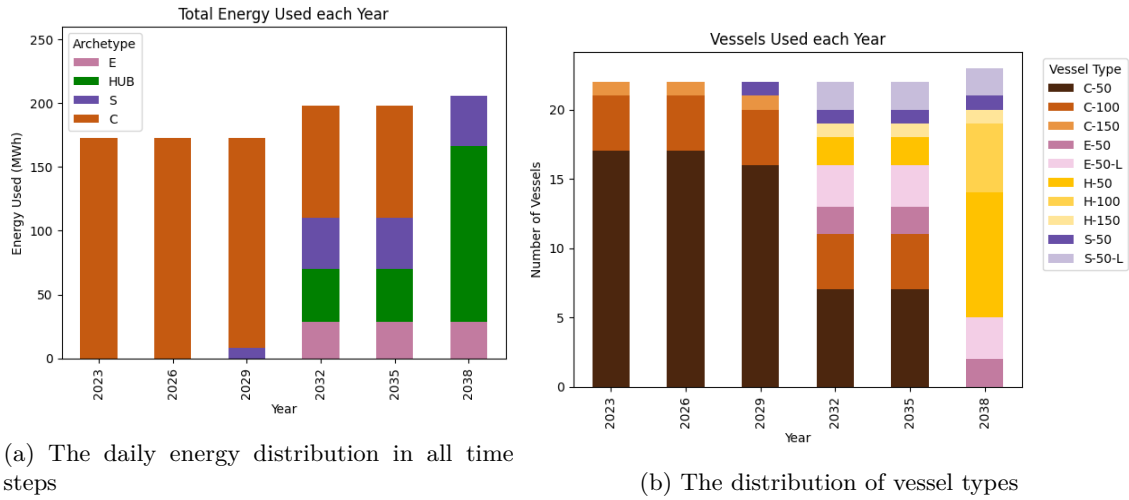 Total Energy Used each Year
Energy Used (MWh)
250
200
150
100
50
0
Archetype
E
HUB
S
C
2023
2026
2029
2032
2035
2038
Year
(a) The daily energy distribution in all time
steps
Vessels Used each Year
Number of Vessels
20
15
10
5
0
2023
2026
2029
2032
2035
2038
Year
Vessel Type
C-50
C-100
C-150
E-50
E-50-L
H-50
H-100
H-150
S-50
S-50-L
(b) The distribution of vessel types